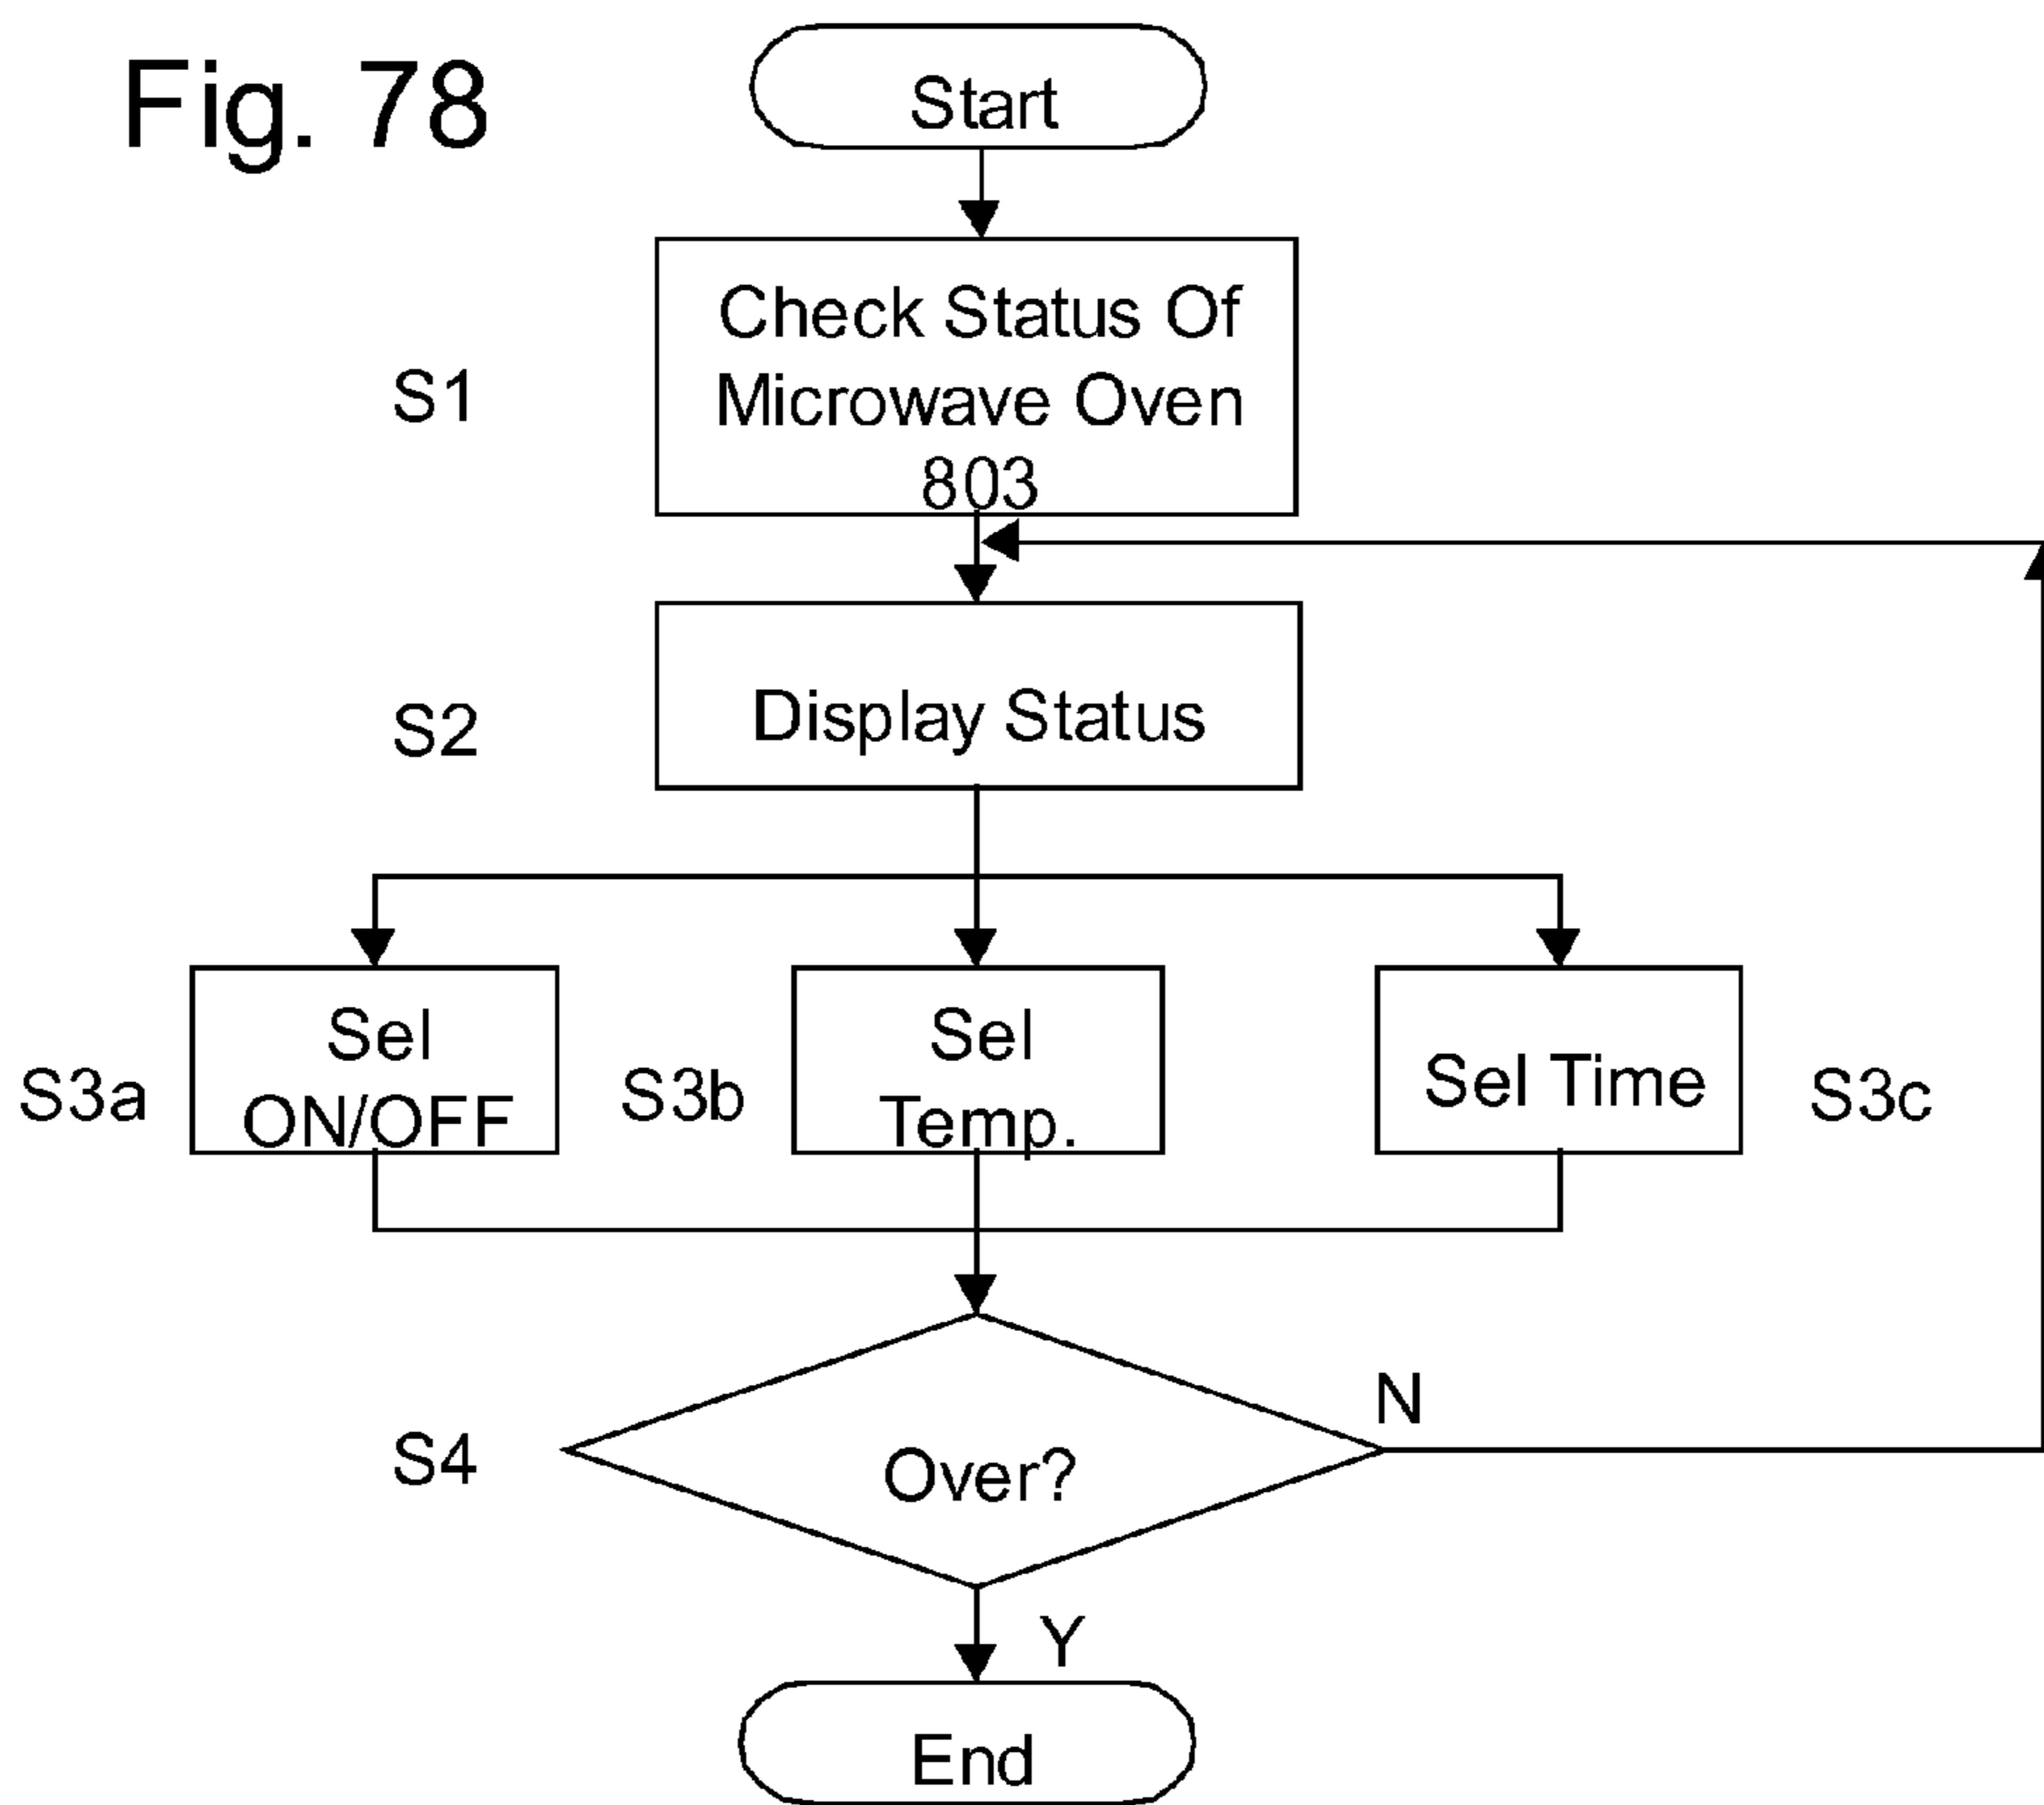 Fig. 78
Start
S1
Check Status Of
Microwave Oven
803
S2
Display Status
S3a
Sel
ON/OFF
S3b
Sel
Temp.
Sel Time
S3c
S4
Over?
N
Y
End